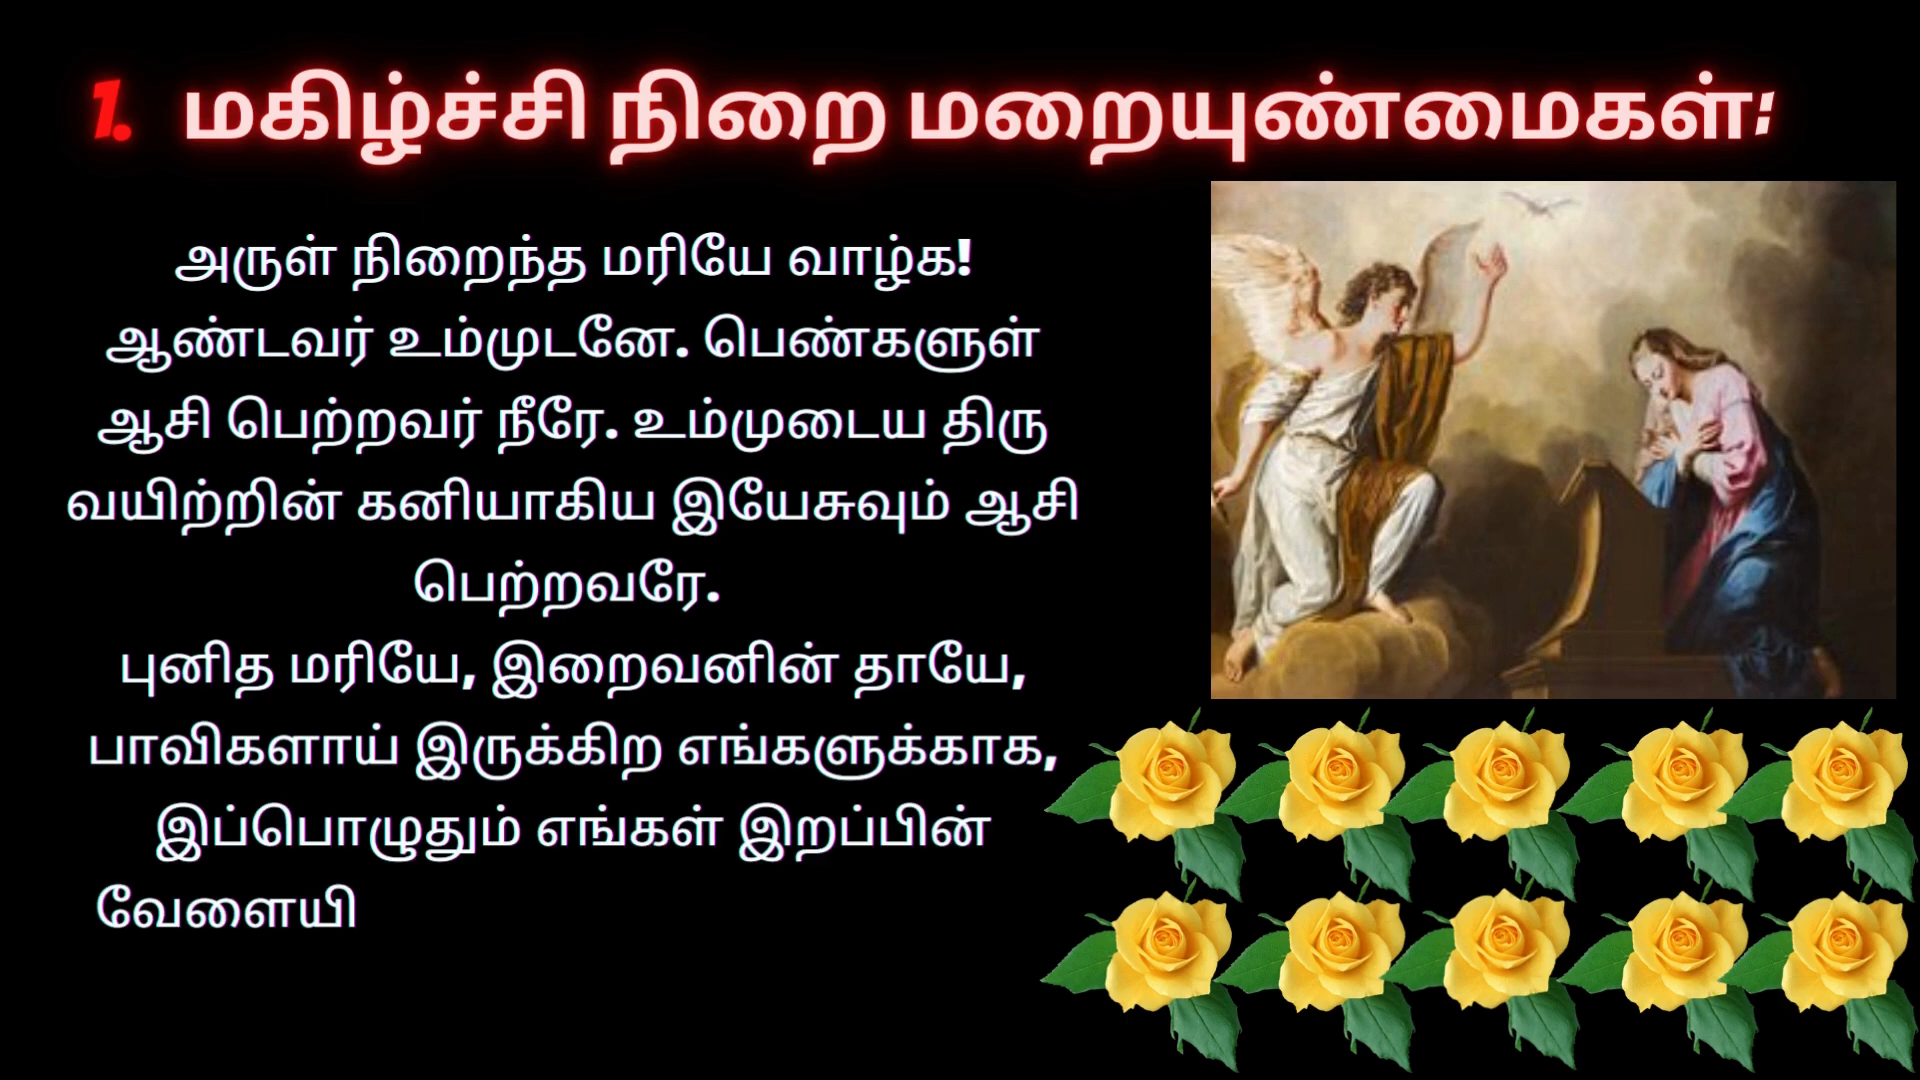 1. மகிழ்ச்சி நிறை மறையுண்மைகள்:
அருள் நிறைந்த மரியே வாழ்க!
ஆண்டவர் உம்முடனே. பெண்களுள்
ஆசி பெற்றவர் நீரே. உம்முடைய திரு
வயிற்றின் கனியாகிய இயேசுவும் ஆசி
பெற்றவரே.
புனித மரியே, இறைவனின் தாயே,
பாவிகளாய் இருக்கிற எங்களுக்காக,
இப்பொழுதும் எங்கள் இறப்பின்
வேளையி